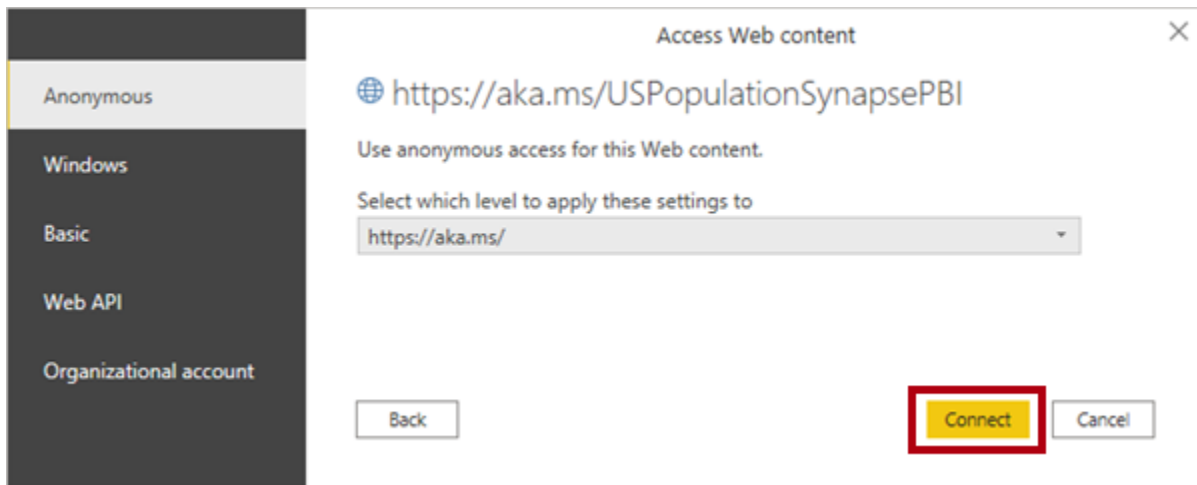 Access Web content
Anonymous
Windows
Basic
Web API
Organizational account
https://aka.ms/USPopulationSynapsePBI
Use anonymous access for this Web content.
Select which level to apply these settings to
https://aka.ms/
Back
Connect
Cancel